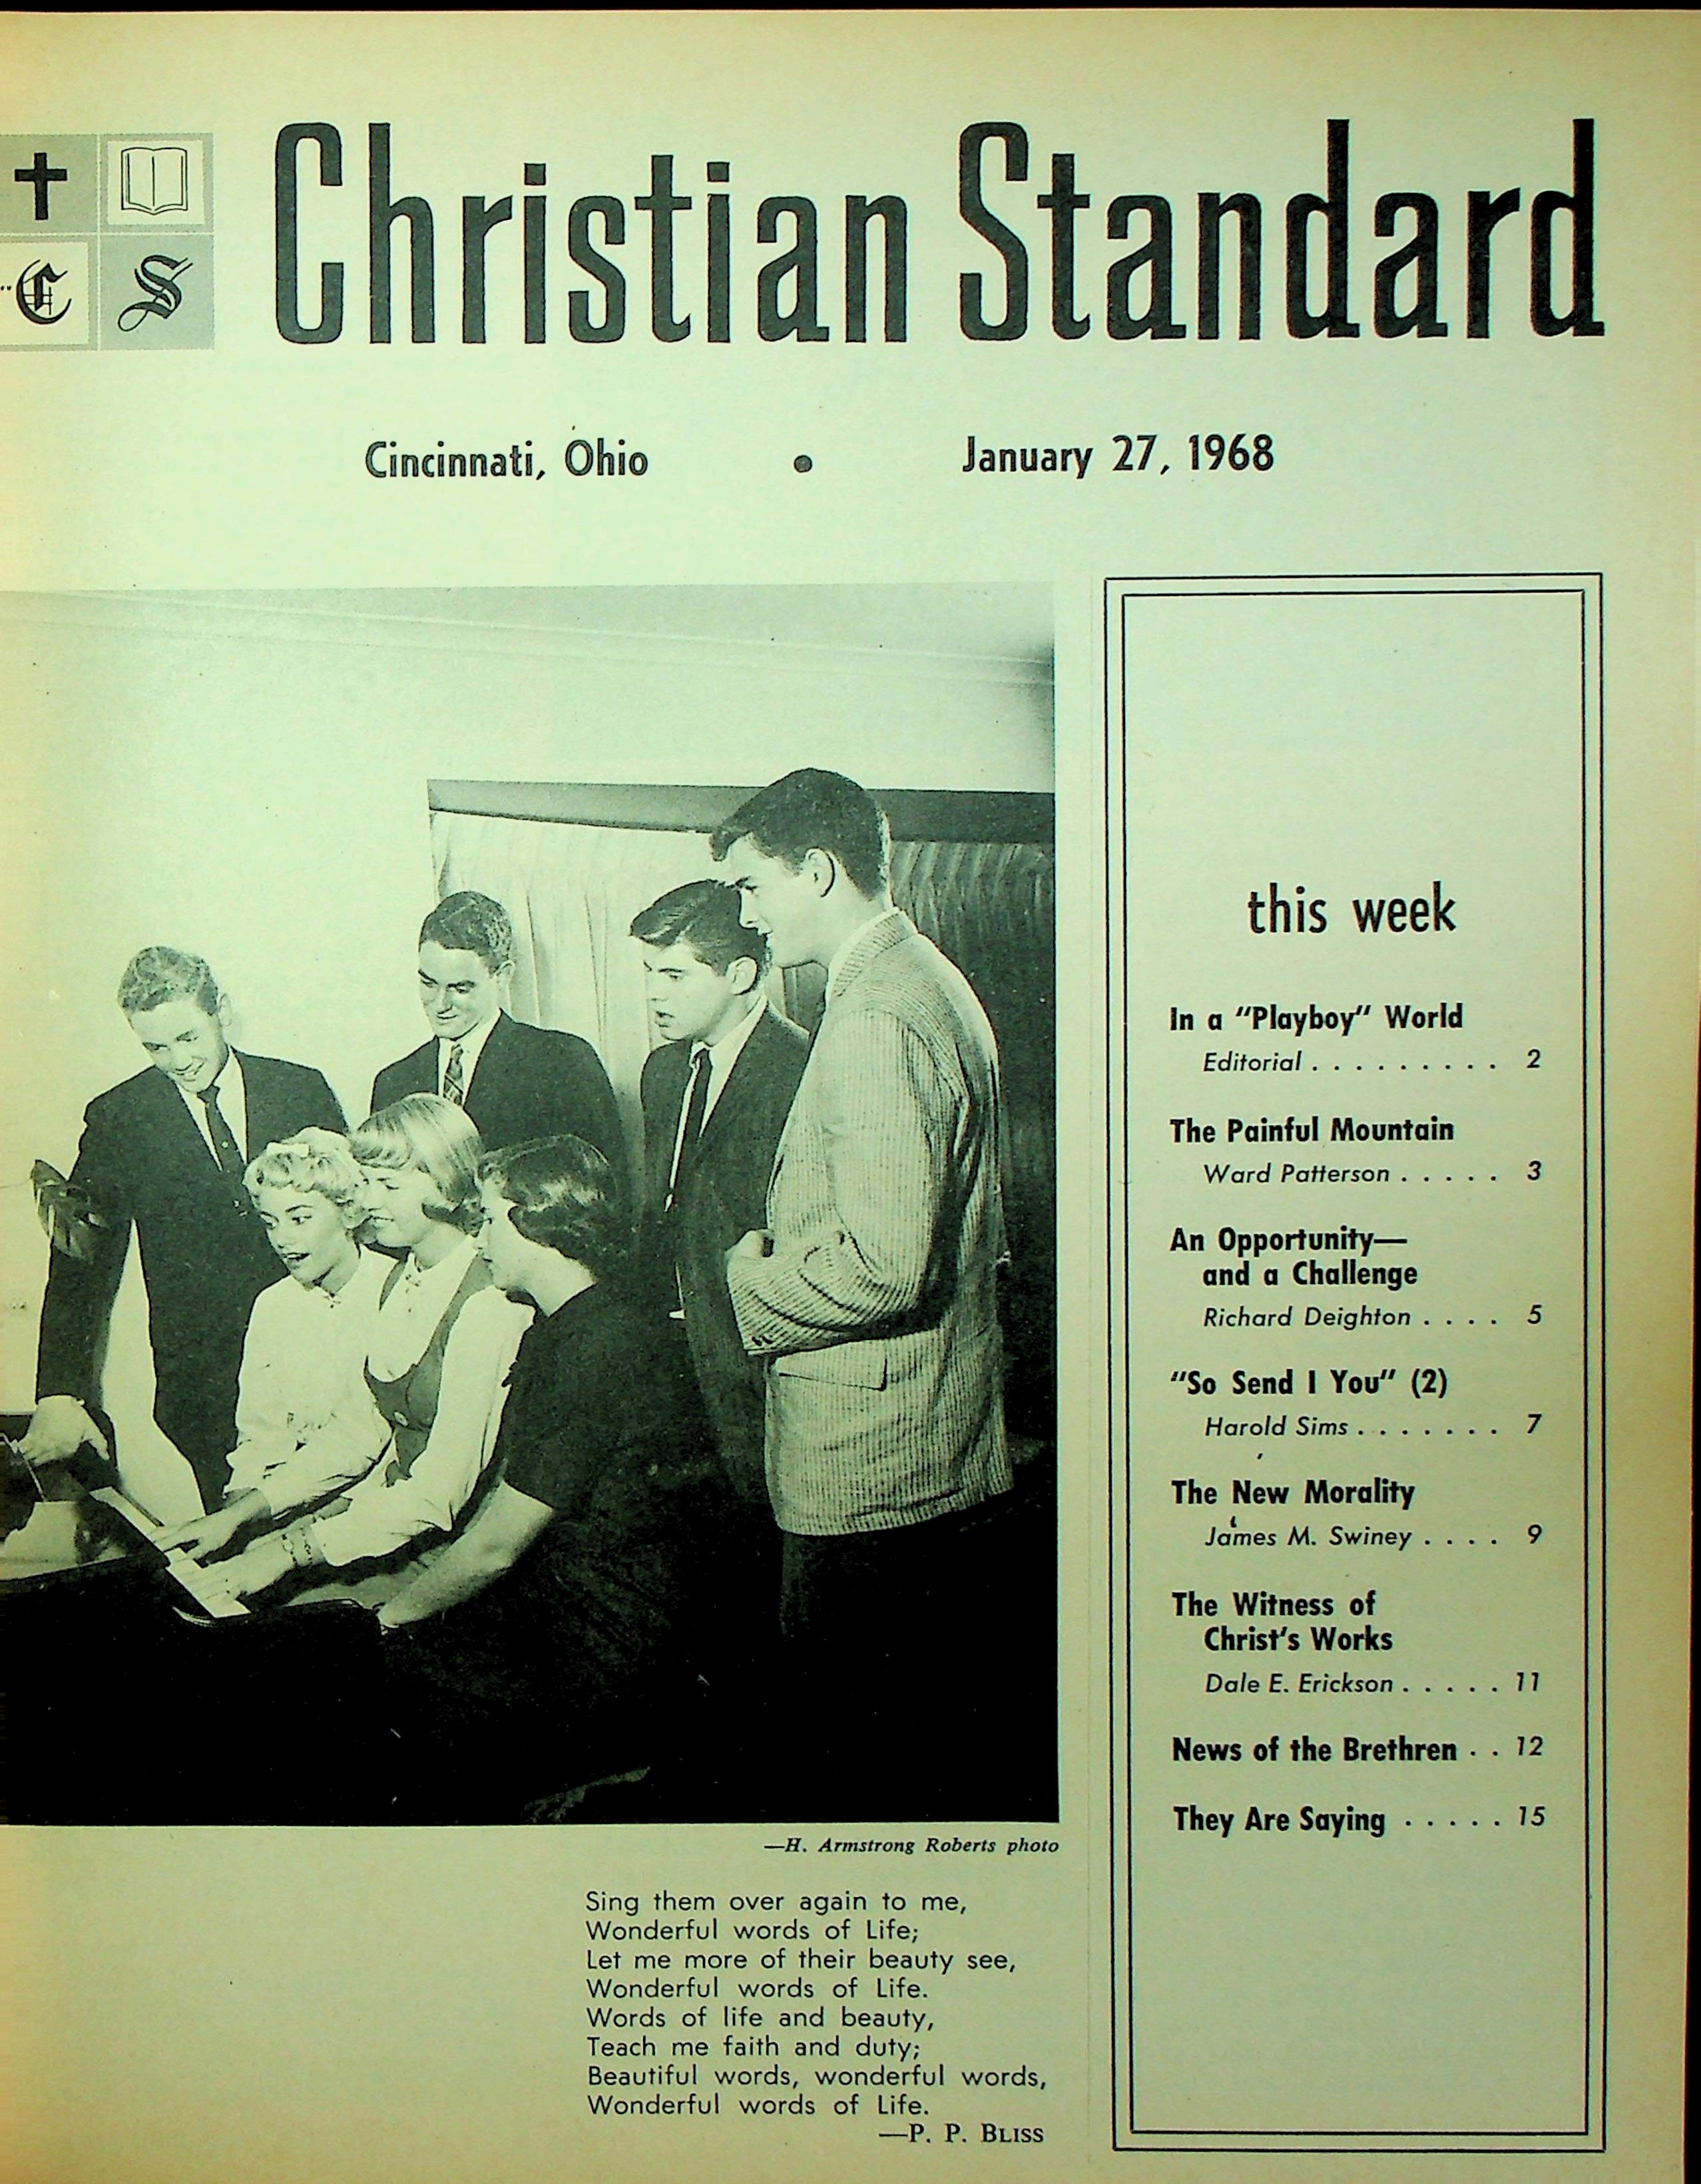 C S
Christian Standard
Cincinnati, Ohio • January 27, 1968
—H. Armstrong Roberts photo
Sing them over again to me,
Wonderful words of Life;
Let me more of their beauty see,
Wonderful words of Life.
Words of life and beauty,
Teach me faith and duty;
Beautiful words, wonderful words,
Wonderful words of Life.
—P. P. BLISS
this week
In a "Playboy" World
Editorial . . . . . . . . . 2
The Painful Mountain
Ward Patterson . . . . . 3
An Opportunity—
and a Challenge
Richard Deighton . . . . 5
"So Send I You" (2)
Harold Sims . . . . . . . 7
The New Morality
James M. Swiney . . . . 9
The Witness of
Christ's Works
Dale E. Erickson . . . . . 11
News of the Brethren . . 12
They Are Saying . . . . . 15